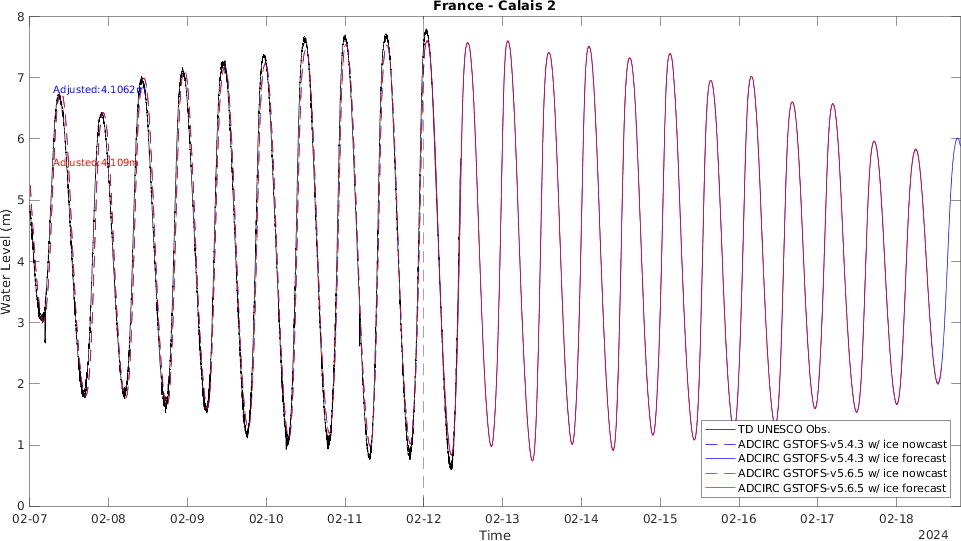 France - Calais 2
8
7
Adjusted:4.1062m
6
Adjusted:4.109m
5
4
3
2
1
0
Water Level (m)
TD UNESCO Obs.
ADCIRC GSTOFS-v5.4.3 w/ ice nowcast
ADCIRC GSTOFS-v5.4.3 w/ ice forecast
ADCIRC GSTOFS-v5.6.5 w/ ice nowcast
ADCIRC GSTOFS-v5.6.5 w/ ice forecast
02-07 02-08 02-09 02-10 02-11 02-12 02-13 02-14 02-15 02-16 02-17 02-18
Time
2024